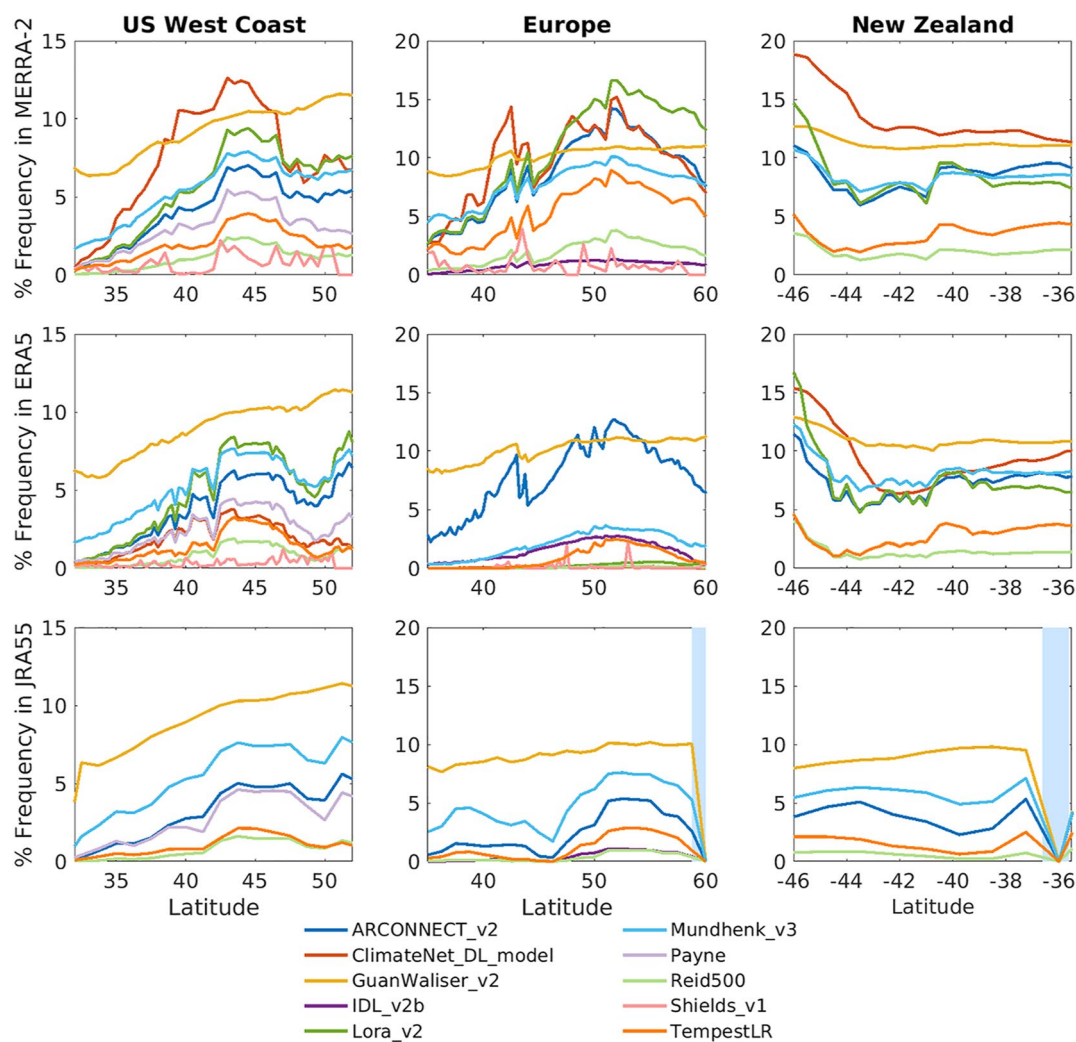 US West Coast
Europe
New Zealand
% Frequency in MERRA-2
15
10
5
0
35 40 45 50
20
15
10
5
0
40 50 60
20
15
10
5
0
-46 -44 -42 -40 -38 -36
% Frequency in ERA5
15
10
5
0
35 40 45 50
20
15
10
5
0
40 50 60
20
15
10
5
0
-46 -44 -42 -40 -38 -36
% Frequency in JRA55
15
10
5
0
35 40 45 50
Latitude
20
15
10
5
0
40 50 60
Latitude
20
15
10
5
0
-46 -44 -42 -40 -38 -36
Latitude
ARCONNECT_v2
ClimateNet_DL_model
GuanWaliser_v2
IDL_v2b
Lora_v2
Mundhenk_v3
Payne
Reid500
Shields_v1
TempestLR